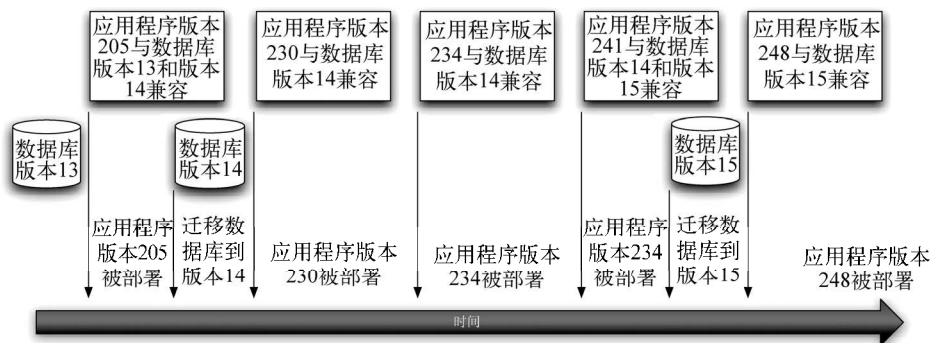 应用程序版本
205与数据库
版本13和版本
14兼容
应用程序版本
230与数据库
版本14兼容
应用程序版本
234与数据库
版本14兼容
应用程序版本
241与数据库
版本14和版本
15兼容
应用程序版本
248与数据库
版本15兼容
数据库
版本13
数据库
版本14
数据库
版本15
应用程序
版本205
被部署
迁移数
据库到
版本14
应用程序版本
230被部署
应用程序版本
234被部署
应用程序
版本234
被部署
迁移数
据库到
版本15
应用程序版本
248被部署
时间